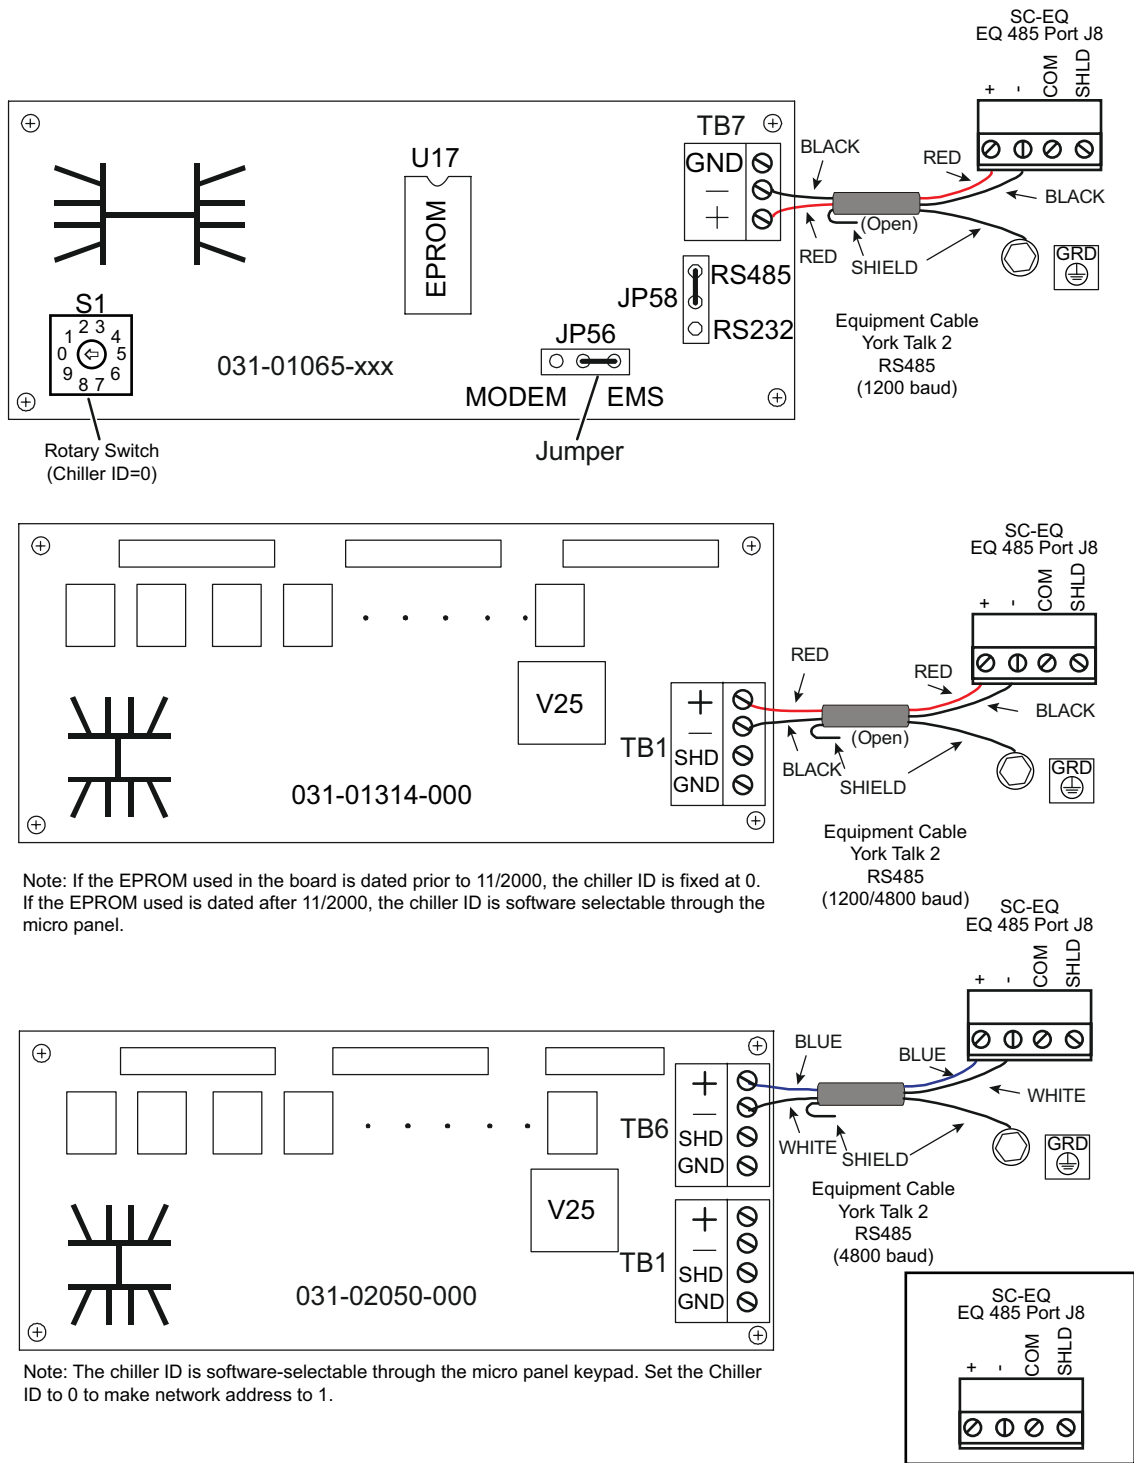 SC-EQ
EQ 485 Port J8
+ - COM SHLD
TB7
GND
—
+
U17
EPROM
BLACK
RED
BLACK
(Open)
RED
SHIELD
GRD
RS485
JP58
RS232
S1
0 1 2 3 4 5 6 7 8 9
031-01065-xxx
JP56
MODEM EMS
Equipment Cable
York Talk 2
RS485
(1200 baud)
Rotary Switch
(Chiller ID=0)
Jumper
SC-EQ
EQ 485 Port J8
+ - COM SHLD
RED
RED
BLACK
V25
+
—
TB1
SHD
GND
(Open)
BLACK
SHIELD
GRD
031-01314-000
Equipment Cable
York Talk 2
RS485
(1200/4800 baud)
Note: If the EPROM used in the board is dated prior to 11/2000, the chiller ID is fixed at 0.
If the EPROM used is dated after 11/2000, the chiller ID is software selectable through the
micro panel.
SC-EQ
EQ 485 Port J8
+ - COM SHLD
BLUE
BLUE
WHITE
+
—
TB6
SHD
GND
WHITE
SHIELD
GRD
V25
+
—
TB1
SHD
GND
031-02050-000
Equipment Cable
York Talk 2
RS485
(4800 baud)
Note: The chiller ID is software-selectable through the micro panel keypad. Set the Chiller
ID to 0 to make network address to 1.
SC-EQ
EQ 485 Port J8
+ - COM SHLD